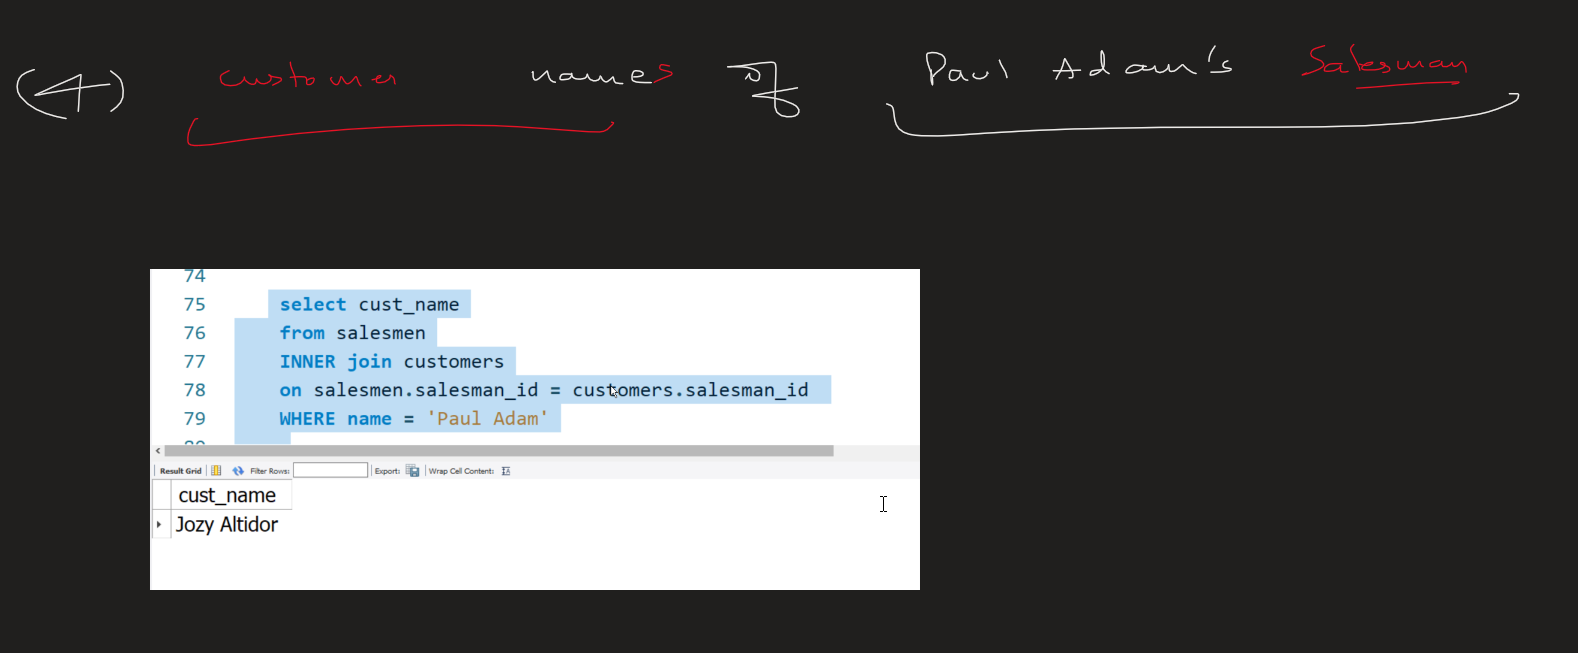 (4) customer names of Paul Adam's Salesman
74
75 select cust_name
76 from salesmen
77 INNER join customers
78 on salesmen.salesman_id = customers.salesman_id
79 WHERE name = 'Paul Adam'
80
Result Grid Filter Rows: Export: Wrap Cell Content:
cust_name
Jozy Altidor